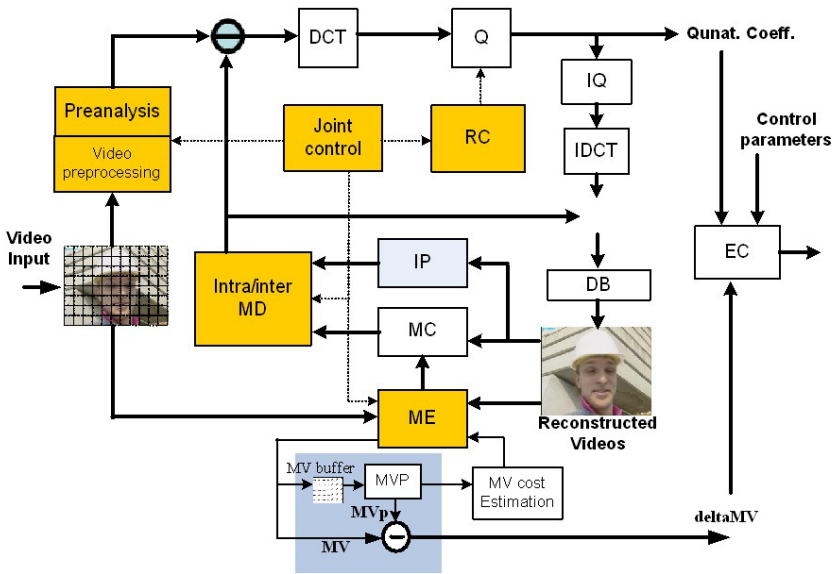 DCT
Q
Qunat. Coeff.
IQ
Preanalysis
Video
preprocessing
Joint
control
RC
IDCT
Control
parameters
Video
Input
Intra/inter
MD
IP
MC
DB
EC
ME
Reconstructed
Videos
MV buffer
MVP
MV cost
Estimation
MVp
MV
deltaMV